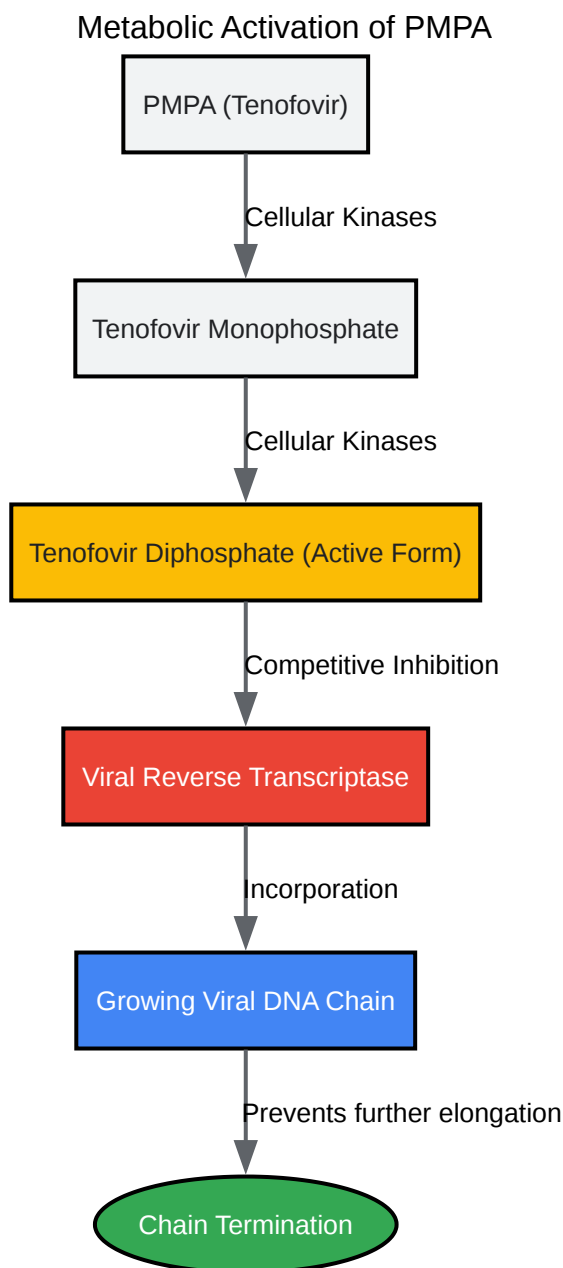 Metabolic Activation of PMPA
PMPA (Tenofovir)
Cellular Kinases
Tenofovir Monophosphate
Cellular Kinases
Tenofovir Diphosphate (Active Form)
Competitive Inhibition
Viral Reverse Transcriptase
Incorporation
Growing Viral DNA Chain
Prevents further elongation
Chain Termination